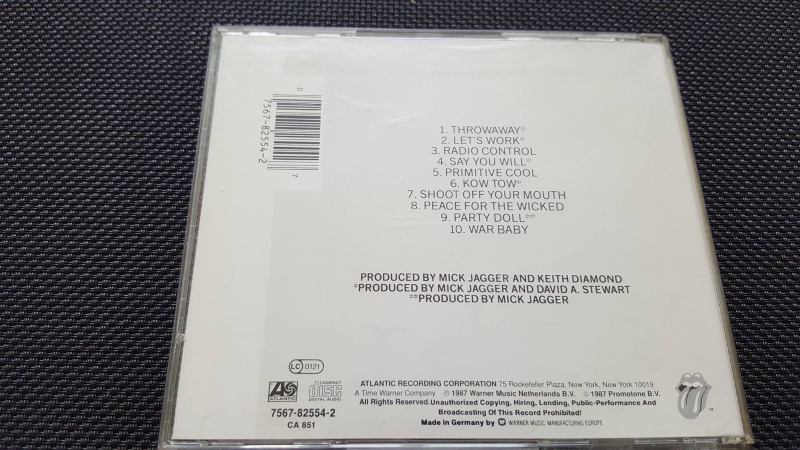 0
7567-82554-2
7
1. THROWAWAY*
2. LET'S WORK*
3. RADIO CONTROL
4. SAY YOU WILL*
5. PRIMITIVE COOL
6. KOW TOW*
7. SHOOT OFF YOUR MOUTH
8. PEACE FOR THE WICKED
9. PARTY DOLL**
10. WAR BABY
PRODUCED BY MICK JAGGER AND KEITH DIAMOND
*PRODUCED BY MICK JAGGER AND DAVID A. STEWART
**PRODUCED BY MICK JAGGER
LC 0121
ATLANTIC
COMPACT
disc
DIGITAL AUDIO
7567-82554-2
CA 851
ATLANTIC RECORDING CORPORATION 75 Rockefeller Plaza, New York, New York 10019
A Time Warner Company ℗ 1987 Warner Music Netherlands B.V. © 1987 Promotone B.V.
All Rights Reserved.Unauthorized Copying, Hiring, Lending, Public-Performance And
Broadcasting Of This Record Prohibited!
Made in Germany by WARNER MUSIC MANUFACTURING EUROPE
TM